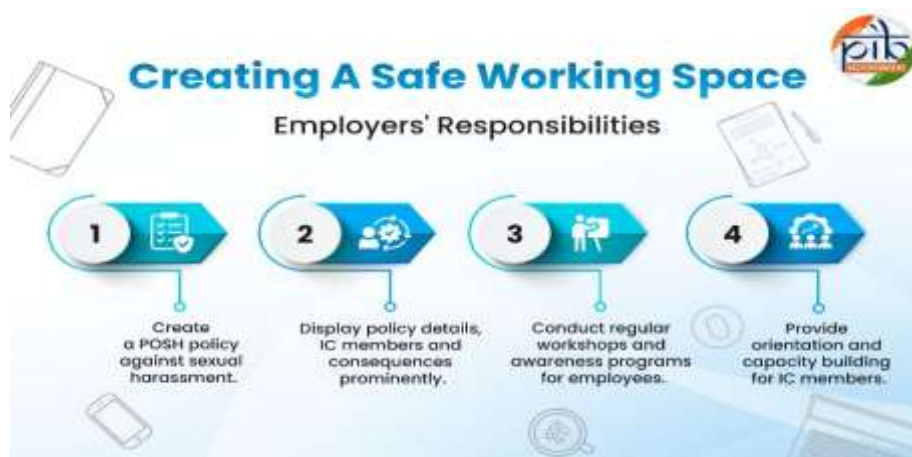 pib
Creating A Safe Working Space
Employers' Responsibilities
1
Create
a POSH policy
against sexual
harassment.
2
Display policy details,
IC members and
consequences
prominently.
3
Conduct regular
workshops and
awareness programs
for employees.
4
Provide
orientation and
capacity building
for IC members.